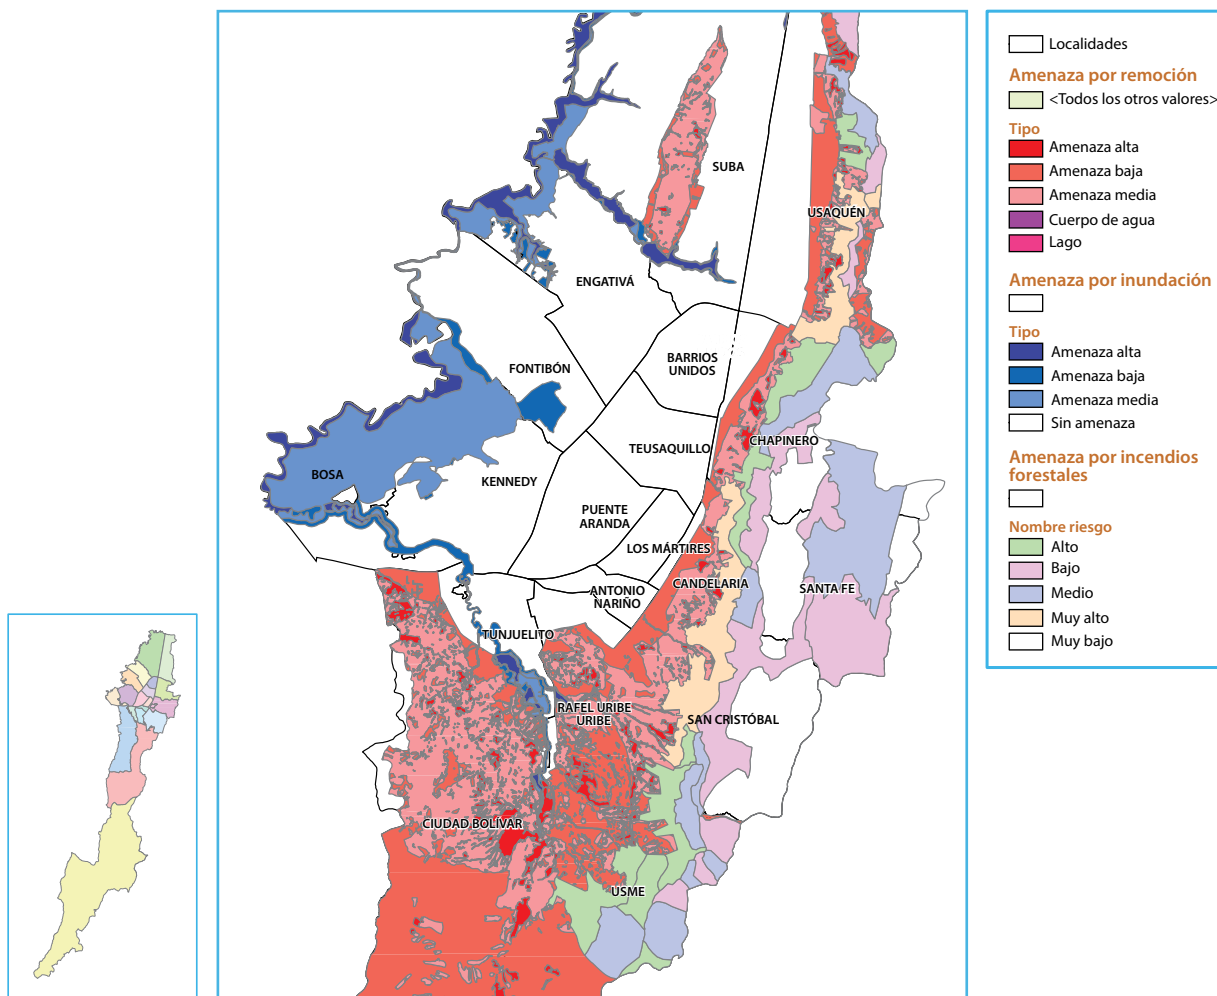 SUBA
USAQUÉN
ENGATIVÁ
BARRIOS
UNIDOS
FONTIBÓN
CHAPINERO
TEUSAQUILLO
BOSA
KENNEDY
PUENTE
ARANDA
LOS MÁRTIRES
CANDELARIA
SANTA FE
ANTONIO
NARIÑO
TUNJUELITO
RAFEL URIBE
URIBE
SAN CRISTÓBAL
CIUDAD BOLÍVAR
USME
Localidades
Amenaza por remoción
<Todos los otros valores>
Tipo
Amenaza alta
Amenaza baja
Amenaza media
Cuerpo de agua
Lago
Amenaza por inundación
Tipo
Amenaza alta
Amenaza baja
Amenaza media
Sin amenaza
Amenaza por incendios
forestales
Nombre riesgo
Alto
Bajo
Medio
Muy alto
Muy bajo